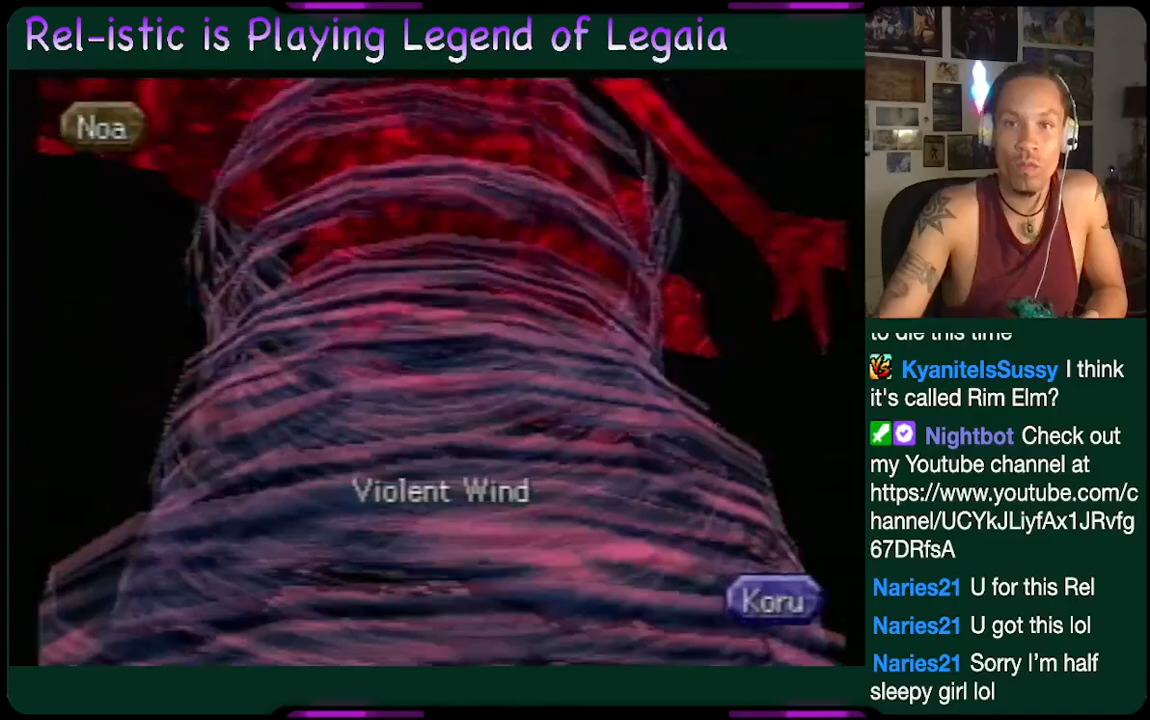 Rel-istic is Playing Legend of Legaia
Noa
Violent Wind
Koru
to die this time
KyaniteIsSussy I think
it's called Rim Elm?
Nightbot Check out
my Youtube channel at
https://www.youtube.com/c
hannel/UCYkJLiyfAx1JRvfg
67DRfsA
Naries21 U for this Rel
Naries21 U got this lol
Naries21 Sorry I'm half
sleepy girl lol